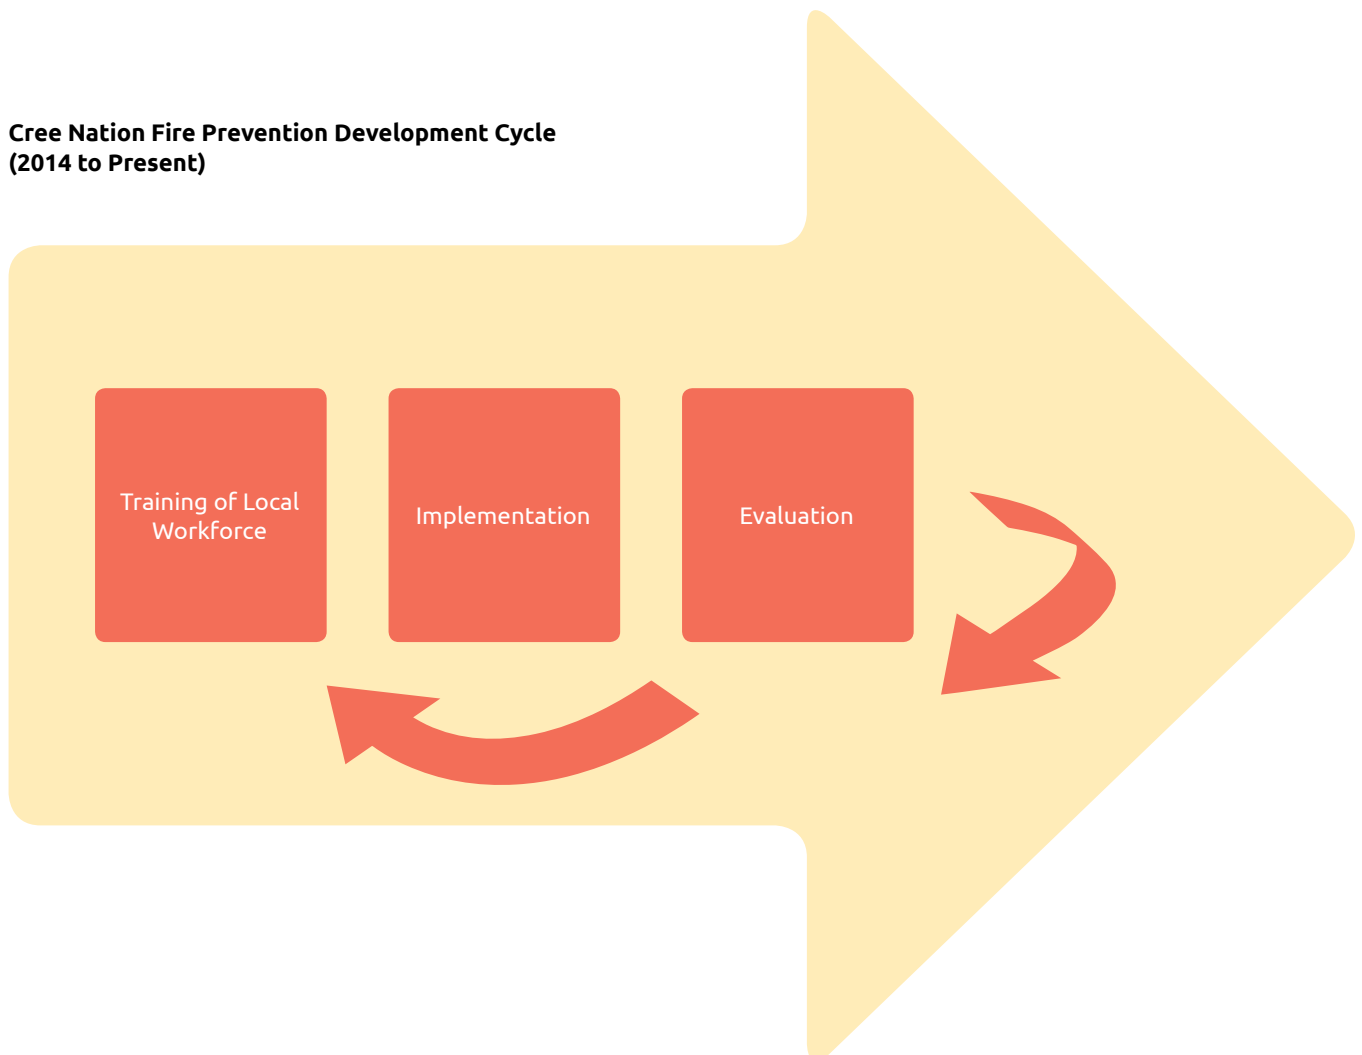 Cree Nation Fire Prevention Development Cycle
(2014 to Present)
Training of Local
Workforce
Implementation
Evaluation